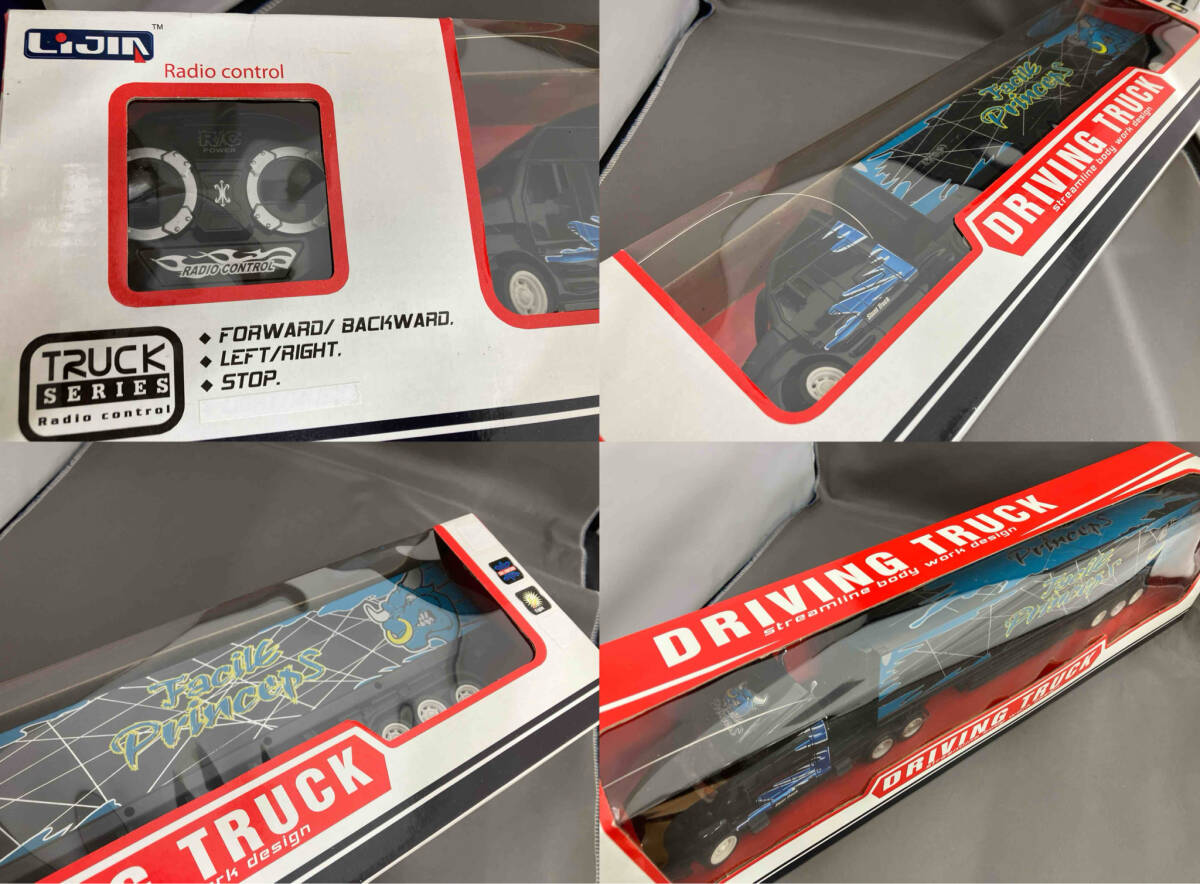 LiJIN™
Radio control
R/C
POWER
RADIO CONTROL
TRUCK
SERIES
Radio control
◆ FORWARD/ BACKWARD.
◆ LEFT/RIGHT.
◆ STOP.
Facile
Princeps
DRIVING TRUCK
streamline body work design
Facile
Princeps
TRUCK
work design
DRIVING TRUCK
streamline body work design
Princeps
Facile
Princeps
DRIVING TRUCK